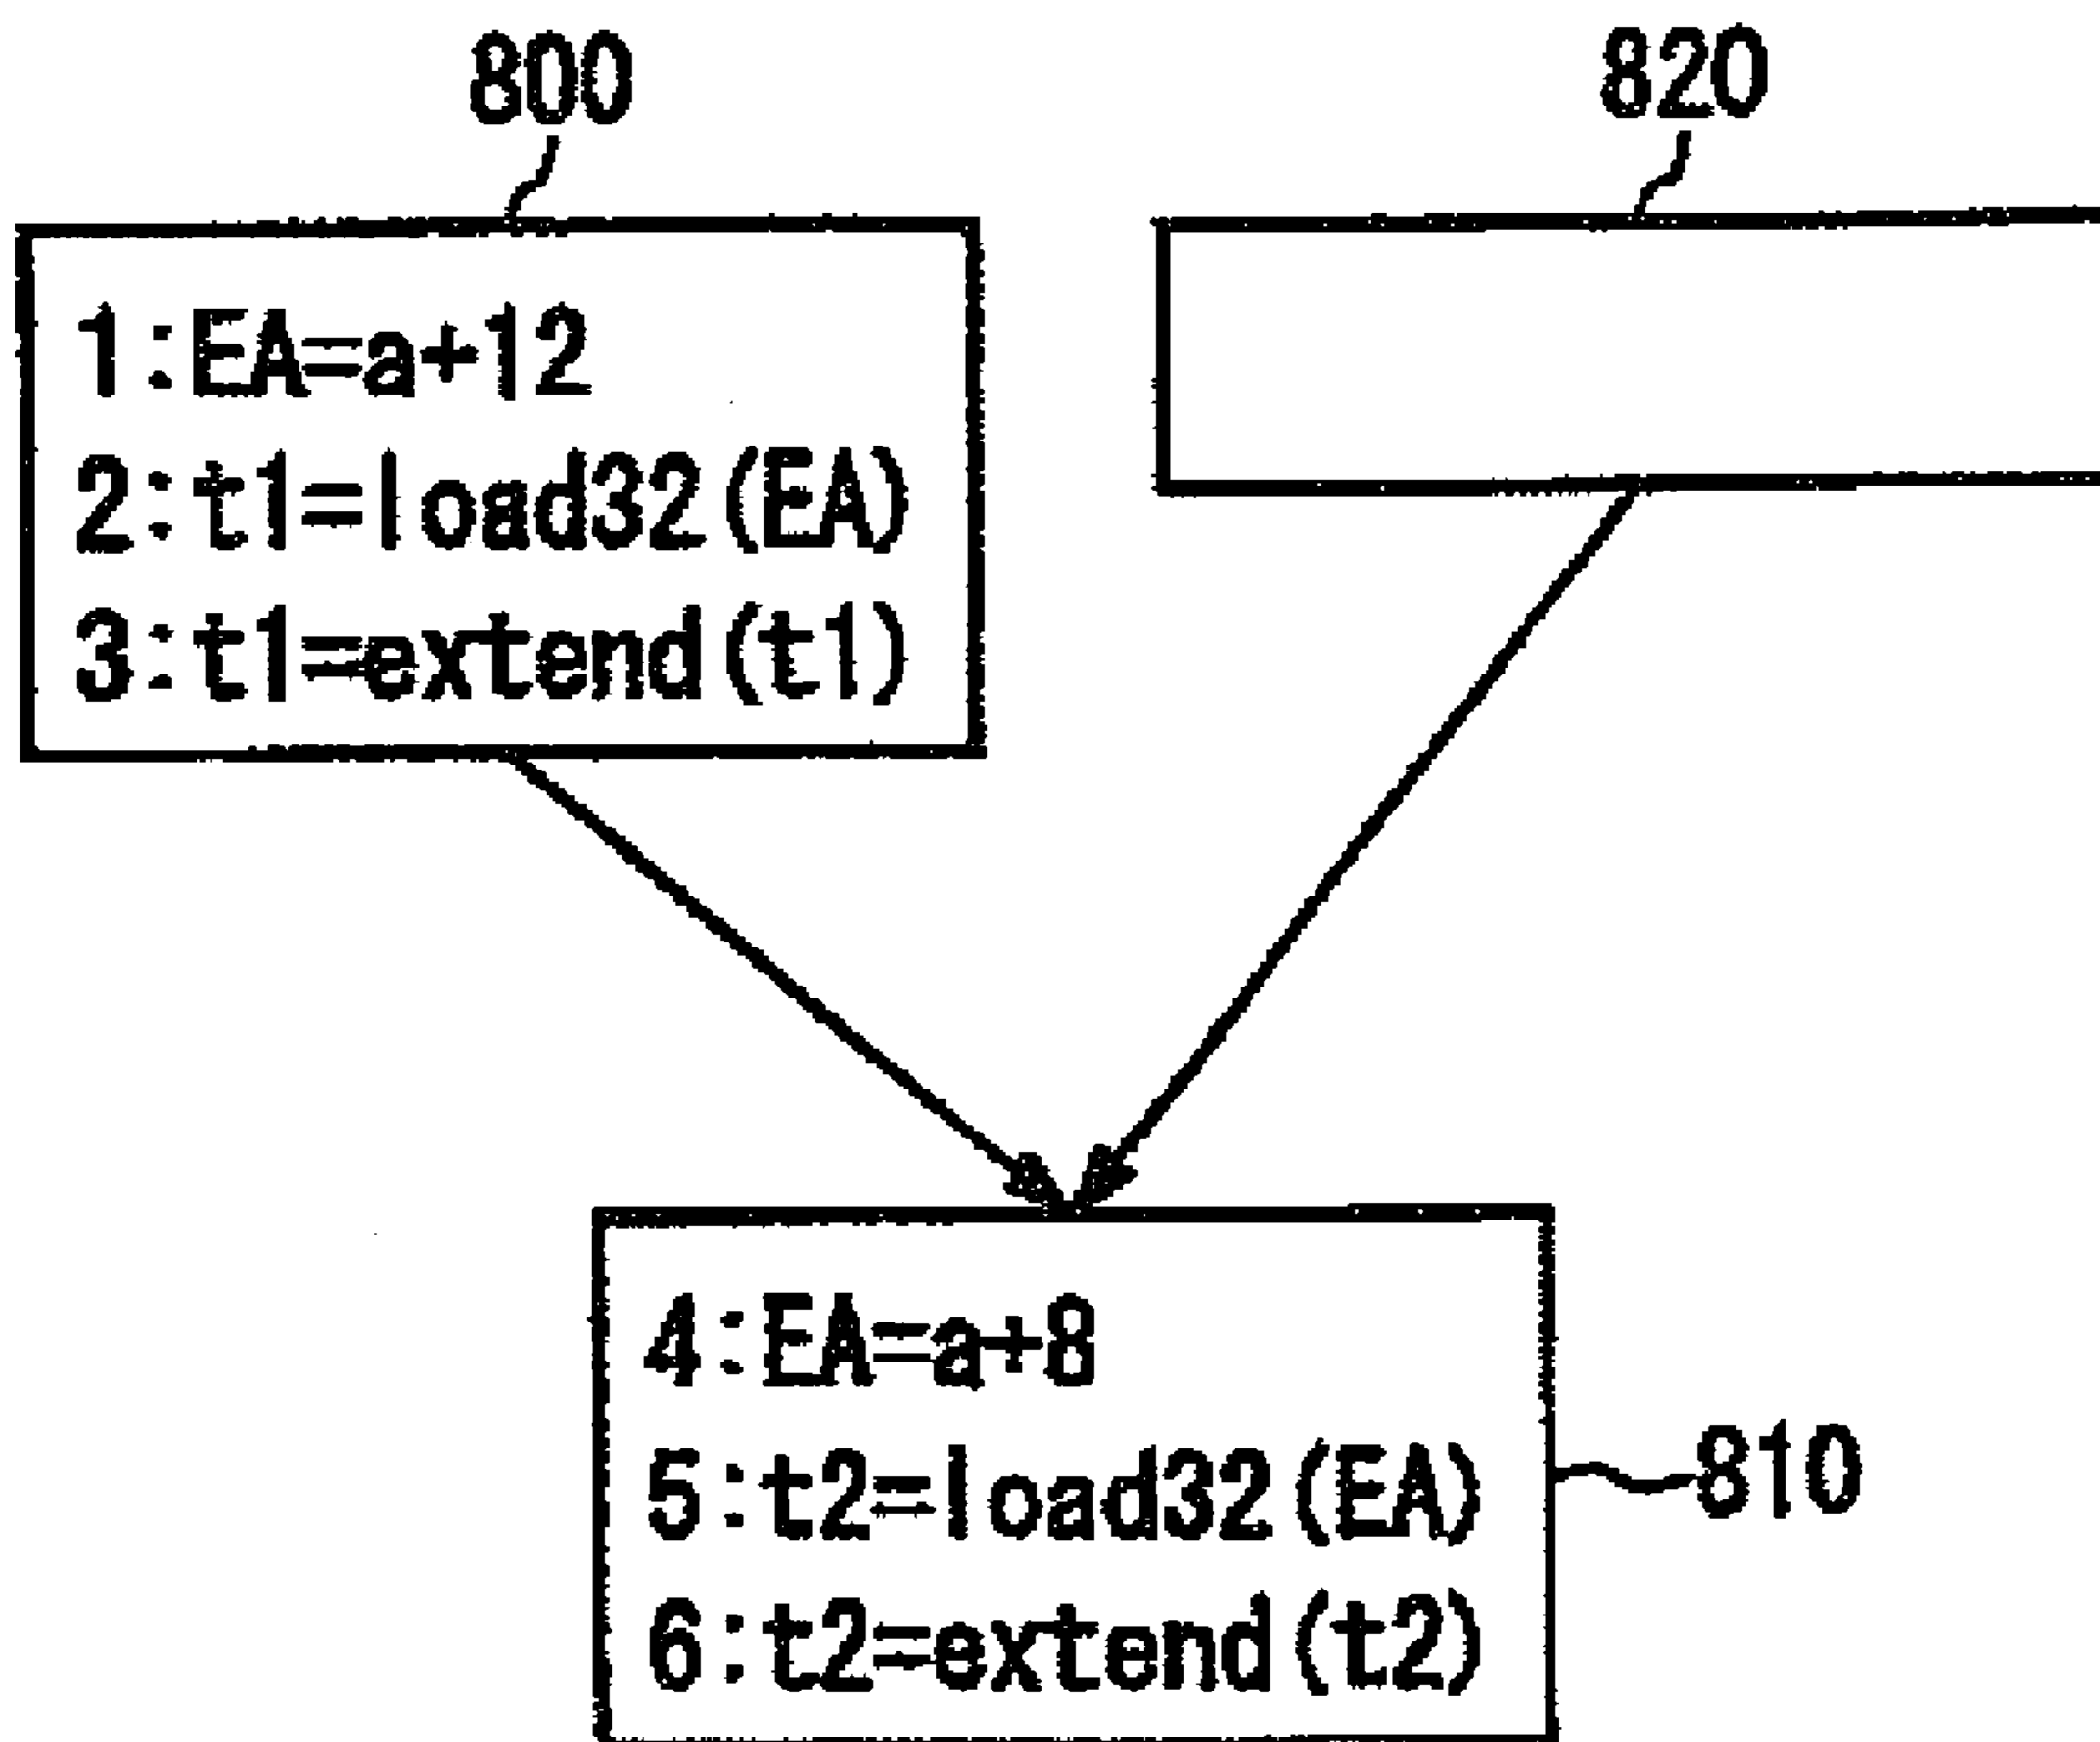 800
820
1:EA=a+12
2:t1=load32(EA)
3:t1=extend(t1)
4:EA=a+8
5:t2=load32(EA)
810
6:t2=extend(t2)